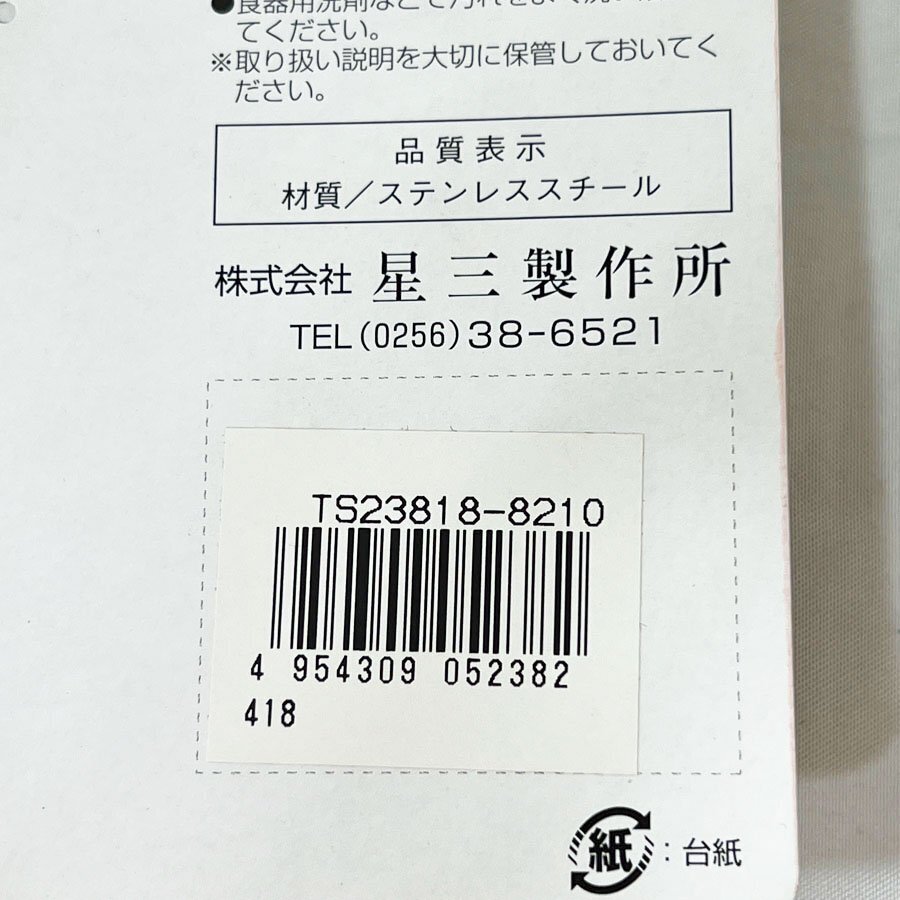 てください。
※取り扱い説明を大切に保管しておいてく
ださい。
品質表示
材質／ステンレススチール
株式会社 星三製作所
TEL(0256)38-6521
TS23818-8210
4 954309 052382
418
紙：台紙